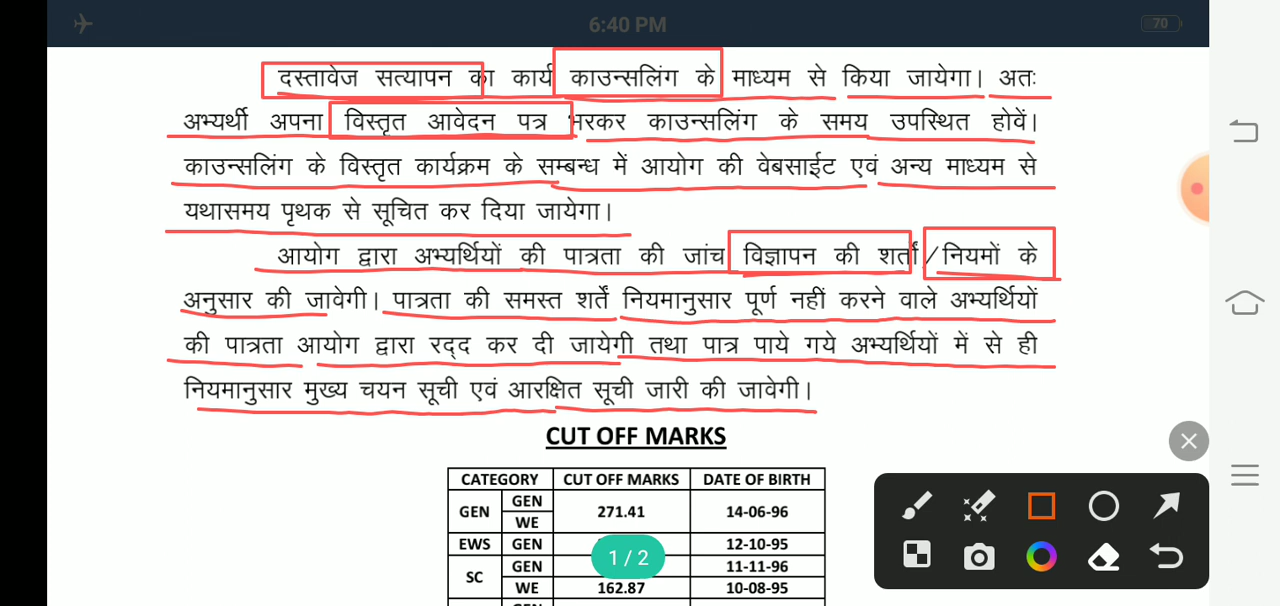 6:40 PM
70
दस्तावेज सत्यापन का कार्य काउन्सलिंग के माध्यम से किया जायेगा। अतः
अभ्यर्थी अपना विस्तृत आवेदन पत्र भरकर काउन्सलिंग के समय उपस्थित होवें।
काउन्सलिंग के विस्तृत कार्यक्रम के सम्बन्ध में आयोग की वेबसाईट एवं अन्य माध्यम से
यथासमय पृथक से सूचित कर दिया जायेगा।
आयोग द्वारा अभ्यर्थियों की पात्रता की जांच विज्ञापन की शर्तों/नियमों के
अनुसार की जावेगी। पात्रता की समस्त शर्तें नियमानुसार पूर्ण नहीं करने वाले अभ्यर्थियों
की पात्रता आयोग द्वारा रद्द कर दी जायेगी तथा पात्र पाये गये अभ्यर्थियों में से ही
नियमानुसार मुख्य चयन सूची एवं आरक्षित सूची जारी की जावेगी।
CUT OFF MARKS
CATEGORY CUT OFF MARKS DATE OF BIRTH
GEN GEN 271.41 14-06-96
WE
EWS GEN 12-10-95
SC GEN 11-11-96
WE 162.87 10-08-95
1 / 2